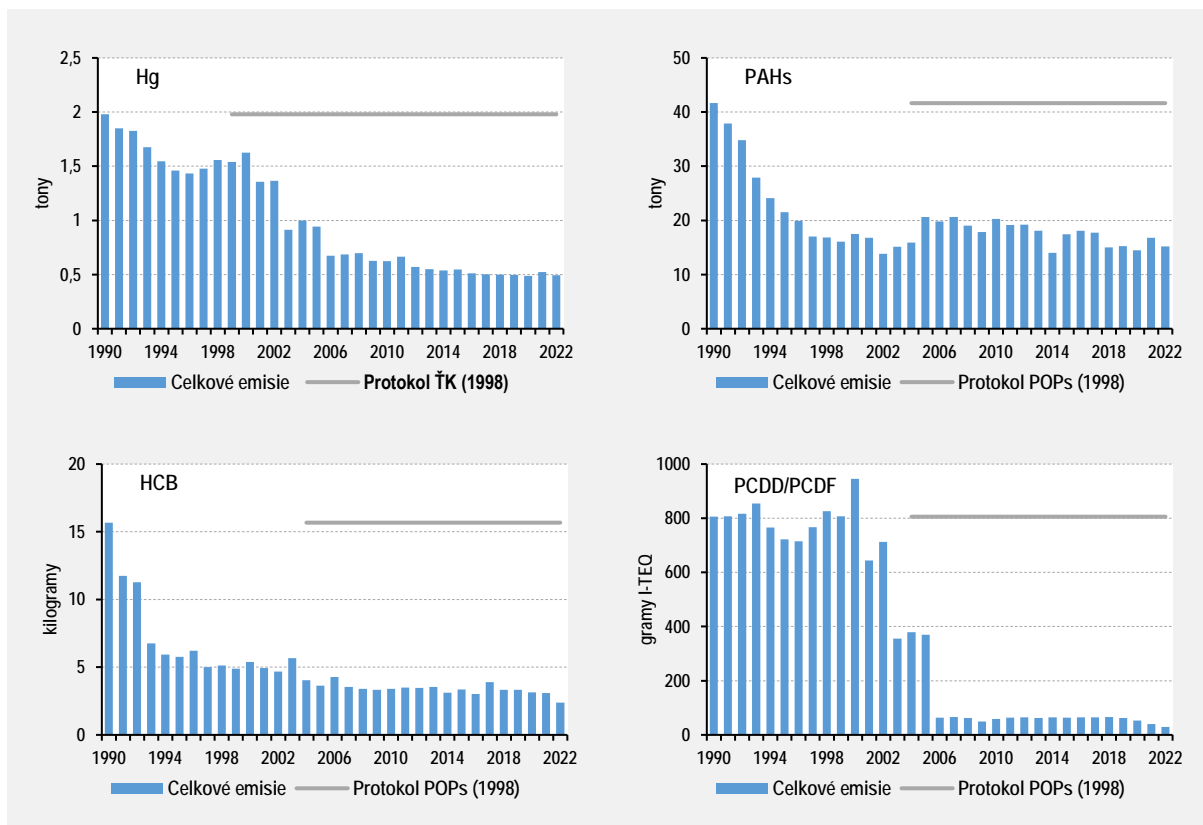 Hg
2,5
2
1,5
1
0,5
0
tony
1990 1994 1998 2002 2006 2010 2014 2018 2022
Celkové emisie Protokol ŤK (1998)
PAHs
50
40
30
20
10
0
tony
1990 1994 1998 2002 2006 2010 2014 2018 2022
Celkové emisie Protokol POPs (1998)
HCB
20
15
10
5
0
kilogramy
1990 1994 1998 2002 2006 2010 2014 2018 2022
Celkové emisie Protokol POPs (1998)
PCDD/PCDF
1000
800
600
400
200
0
gramy I-TEQ
1990 1994 1998 2002 2006 2010 2014 2018 2022
Celkové emisie Protokol POPs (1998)